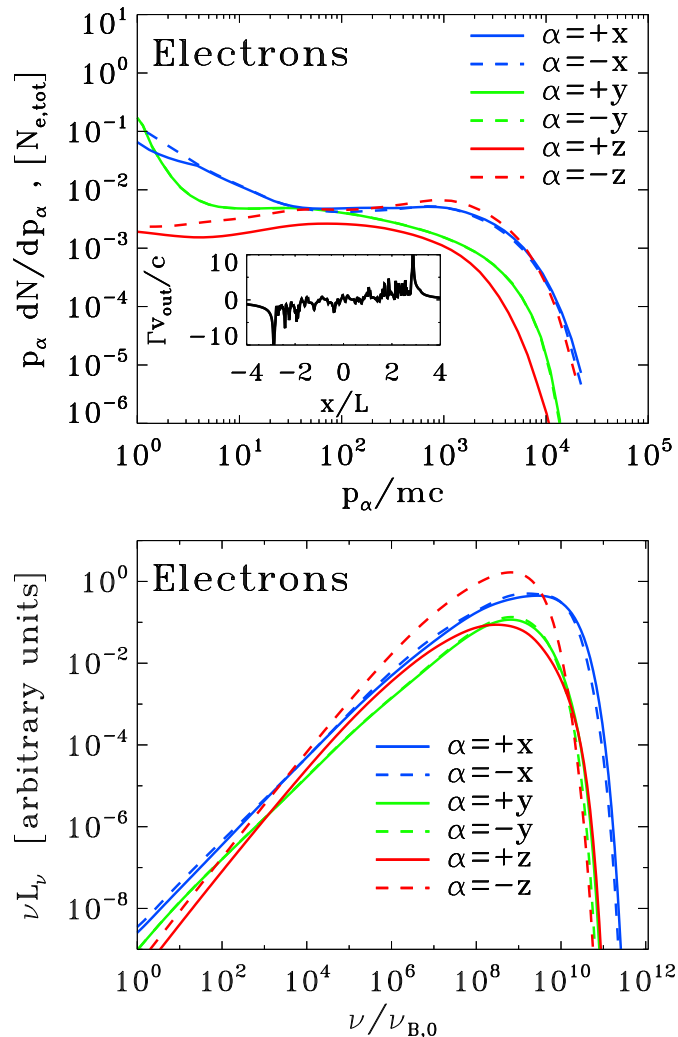 Electrons
α=+x
α=−x
α=+y
α=−y
α=+z
α=−z
p_α dN/dp_α , [N_e,tot]
10^1
10^0
10^-1
10^-2
10^-3
10^-4
10^-5
10^-6
Γv_out/c
10
0
−10
−4 −2 0 2 4
x/L
10^0 10^1 10^2 10^3 10^4 10^5
p_α/mc
Electrons
νL_ν [arbitrary units]
10^0
10^-2
10^-4
10^-6
10^-8
α=+x
α=−x
α=+y
α=−y
α=+z
α=−z
10^0 10^2 10^4 10^6 10^8 10^10 10^12
ν/ν_B,0